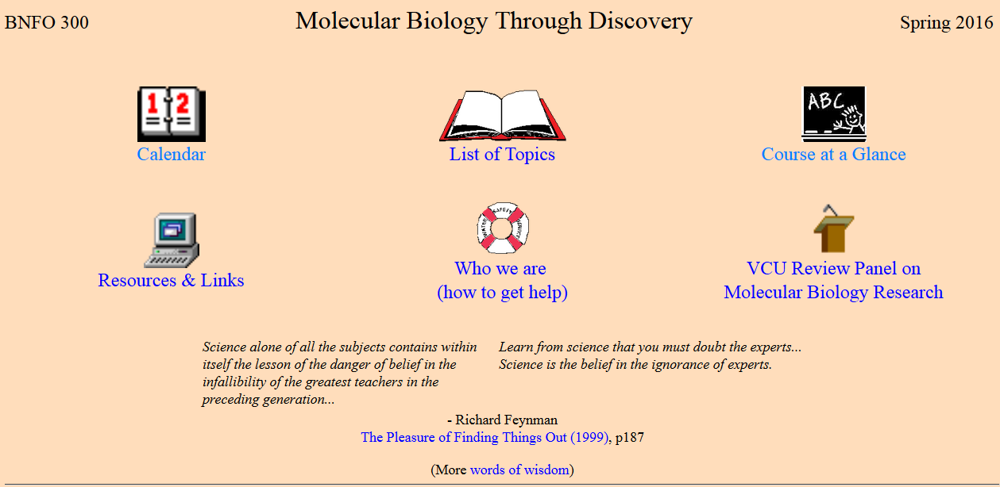 BNFO 300
Molecular Biology Through Discovery
Spring 2016
1 2
Calendar
List of Topics
ABC
Course at a Glance
Resources & Links
WATER SAFETY SERVICE
Who we are
(how to get help)
VCU Review Panel on
Molecular Biology Research
Science alone of all the subjects contains within
itself the lesson of the danger of belief in the
infallibility of the greatest teachers in the
preceding generation...
Learn from science that you must doubt the experts...
Science is the belief in the ignorance of experts.
- Richard Feynman
The Pleasure of Finding Things Out (1999), p187
(More words of wisdom)